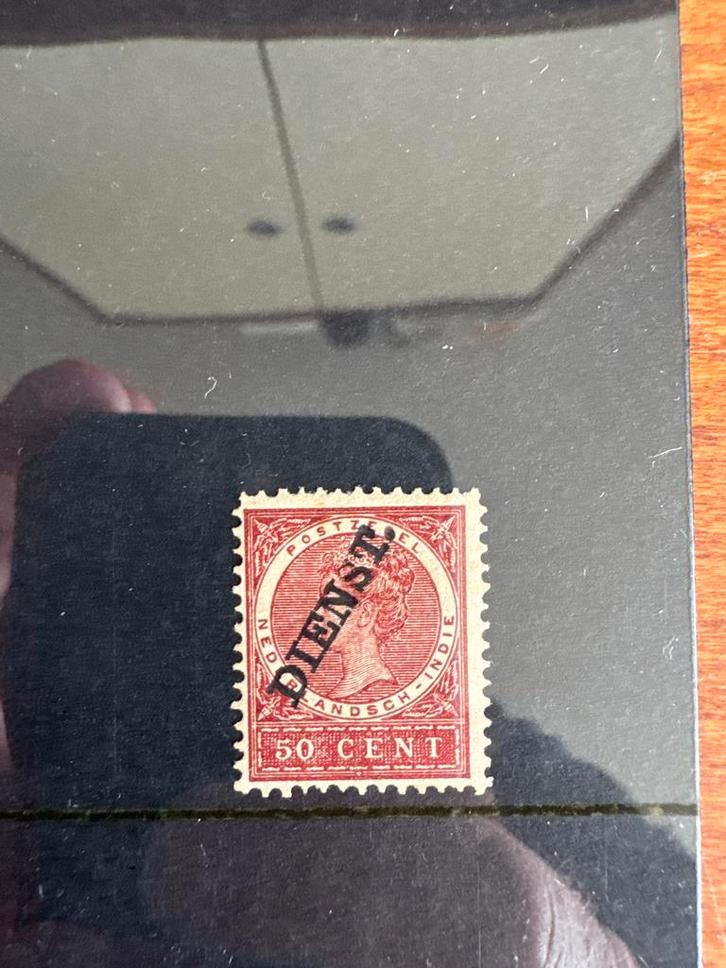 POSTZEGEL
NEDERLANDSCH-INDIE
DIENST.
50 CENT